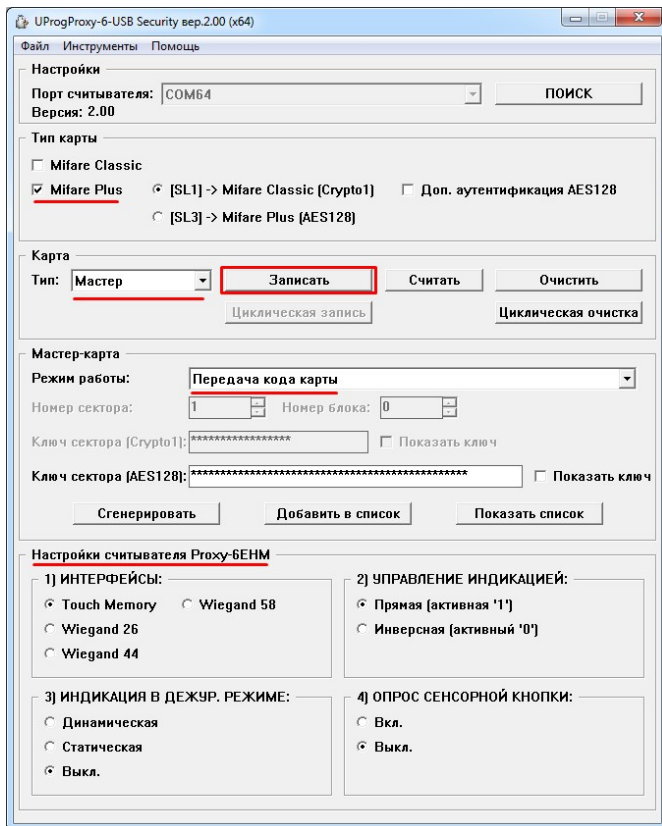 UProgProxy-6-USB Security вер.2.00 (x64)
Файл Инструменты Помощь
Настройки
Порт считывателя: COM64 ПОИСК
Версия: 2.00
Тип карты
Mifare Classic
Mifare Plus [SL1] -> Mifare Classic (Crypto1) Доп. аутентификация AES128
[SL3] -> Mifare Plus (AES128)
Карта
Тип: Мастер Записать Считать Очистить
Циклическая запись Циклическая очистка
Мастер-карта
Режим работы: Передача кода карты
Номер сектора: 1 Номер блока: 0
Ключ сектора (Crypto1): ***************** Показать ключ
Ключ сектора (AES128): *********************************************** Показать ключ
Сгенерировать Добавить в список Показать список
Настройки считывателя Proxy-6EHM
1) ИНТЕРФЕЙСЫ: 2) УПРАВЛЕНИЕ ИНДИКАЦИЕЙ:
Touch Memory Wiegand 58 Прямая (активная '1')
Wiegand 26 Инверсная (активный '0')
Wiegand 44
3) ИНДИКАЦИЯ В ДЕЖУР. РЕЖИМЕ: 4) ОПРОС СЕНСОРНОЙ КНОПКИ:
Динамическая Вкл.
Статическая Выкл.
Выкл.